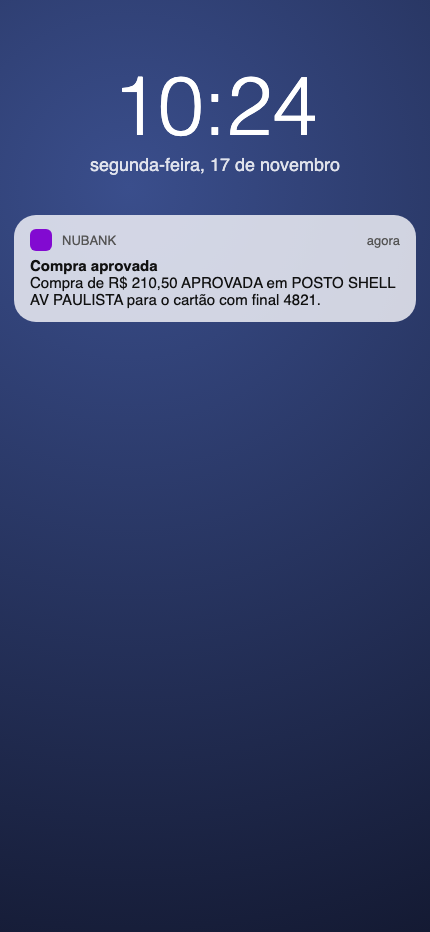 10:24
segunda-feira, 17 de novembro
NUBANK agora
Compra aprovada
Compra de R$ 210,50 APROVADA em POSTO SHELL
AV PAULISTA para o cartão com final 4821.